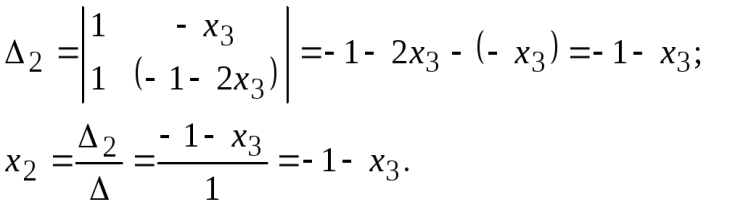 Δ₂ = | 1   - x₃ |
| 1   (- 1 - 2x₃) | = - 1 - 2x₃ - (- x₃) = - 1 - x₃;
x₂ = Δ₂/Δ = (- 1 - x₃)/1 = - 1 - x₃.